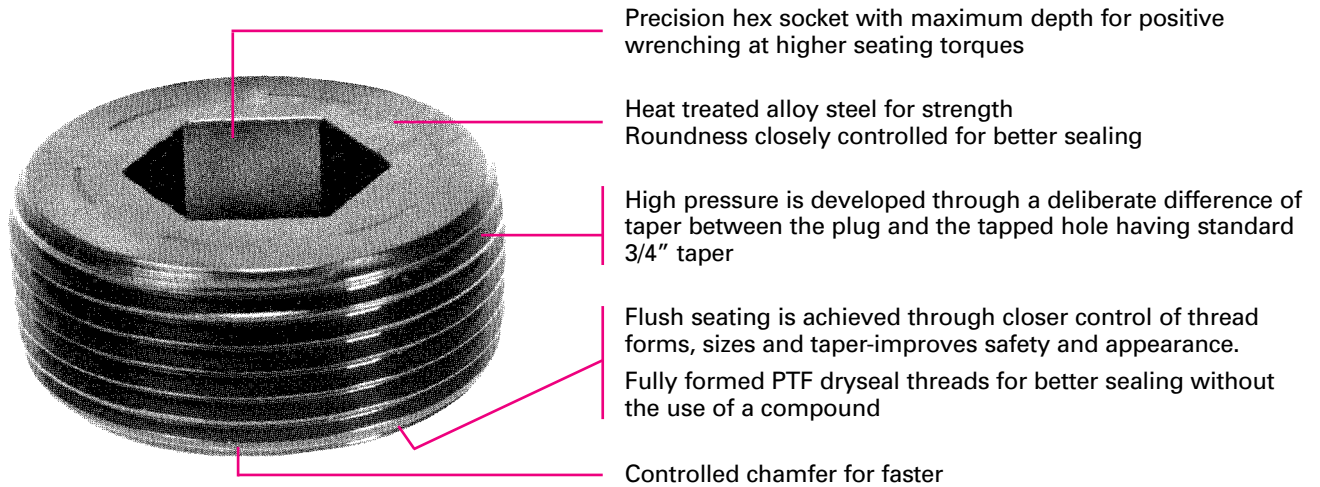 Precision hex socket with maximum depth for positive
wrenching at higher seating torques
Heat treated alloy steel for strength
Roundness closely controlled for better sealing
High pressure is developed through a deliberate difference of
taper between the plug and the tapped hole having standard
3/4″ taper
Flush seating is achieved through closer control of thread
forms, sizes and taper-improves safety and appearance.
Fully formed PTF dryseal threads for better sealing without
the use of a compound
Controlled chamfer for faster